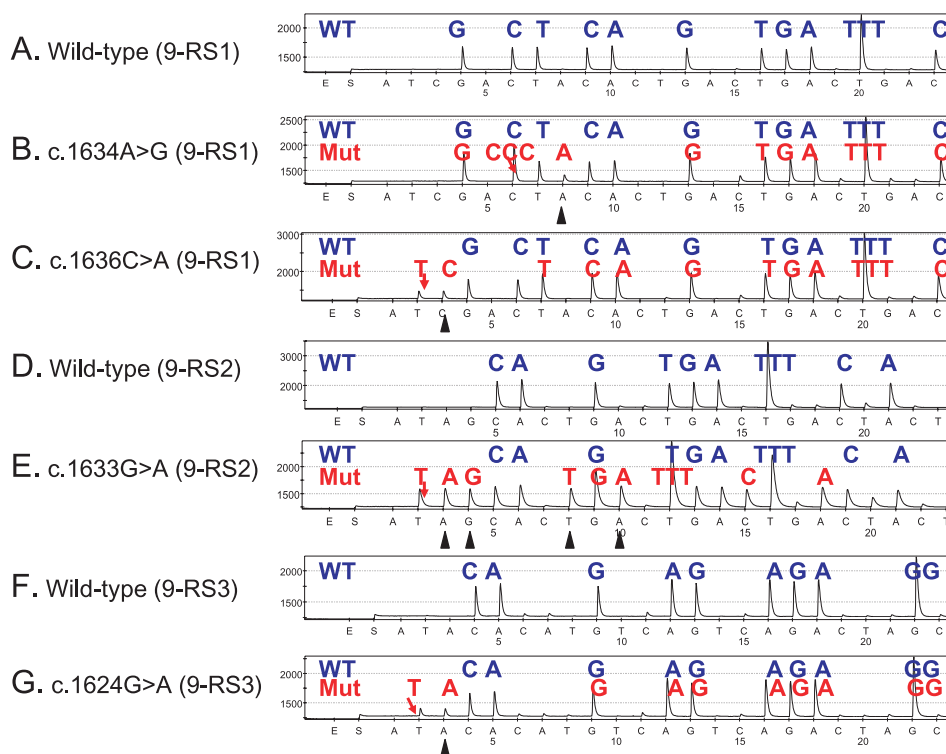 A. Wild-type (9-RS1)
2000
1500
WT G C T C A G T G A TTT C
E S A T C G A C T A C A C T G A C T G A C T G A C
5 10 15 20
B. c.1634A>G (9-RS1)
2500
2000
1500
WT G C T C A G T G A TTT C
Mut G CCC A G T G A TTT C
E S A T C G A C T A C A C T G A C T G A C T G A C
5 10 15 20
C. c.1636C>A (9-RS1)
3000
2000
WT G C T C A G T G A TTT C
Mut T C T C A G T G A TTT C
E S A T C G A C T A C A C T G A C T G A C T G A C
5 10 15 20
D. Wild-type (9-RS2)
3000
2000
WT C A G T G A TTT C A
E S A T A G C A C T G A C T G A C T G A C T A C T
5 10 15 20
E. c.1633G>A (9-RS2)
2000
1500
WT C A G T G A TTT C A
Mut T A G T G A TTT C A
E S A T A G C A C T G A C T G A C T G A C T A C T
5 10 15 20
F. Wild-type (9-RS3)
2000
1500
WT C A G A G A G A GG
E S A T A C A C A T G T C A G T C A G A C T A G C
5 10 15 20
G. c.1624G>A (9-RS3)
2000
1500
WT C A G A G A G A GG
Mut T A G A G A G A GG
E S A T A C A C A T G T C A G T C A G A C T A G C
5 10 15 20